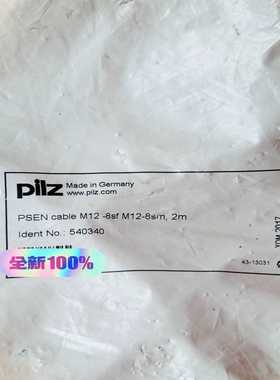 pilz Made in Germany
www.pilz.com
PSEN cable M12 -8sf M12-8sm, 2m
Ident No.: 540340
全新100%
43-13031